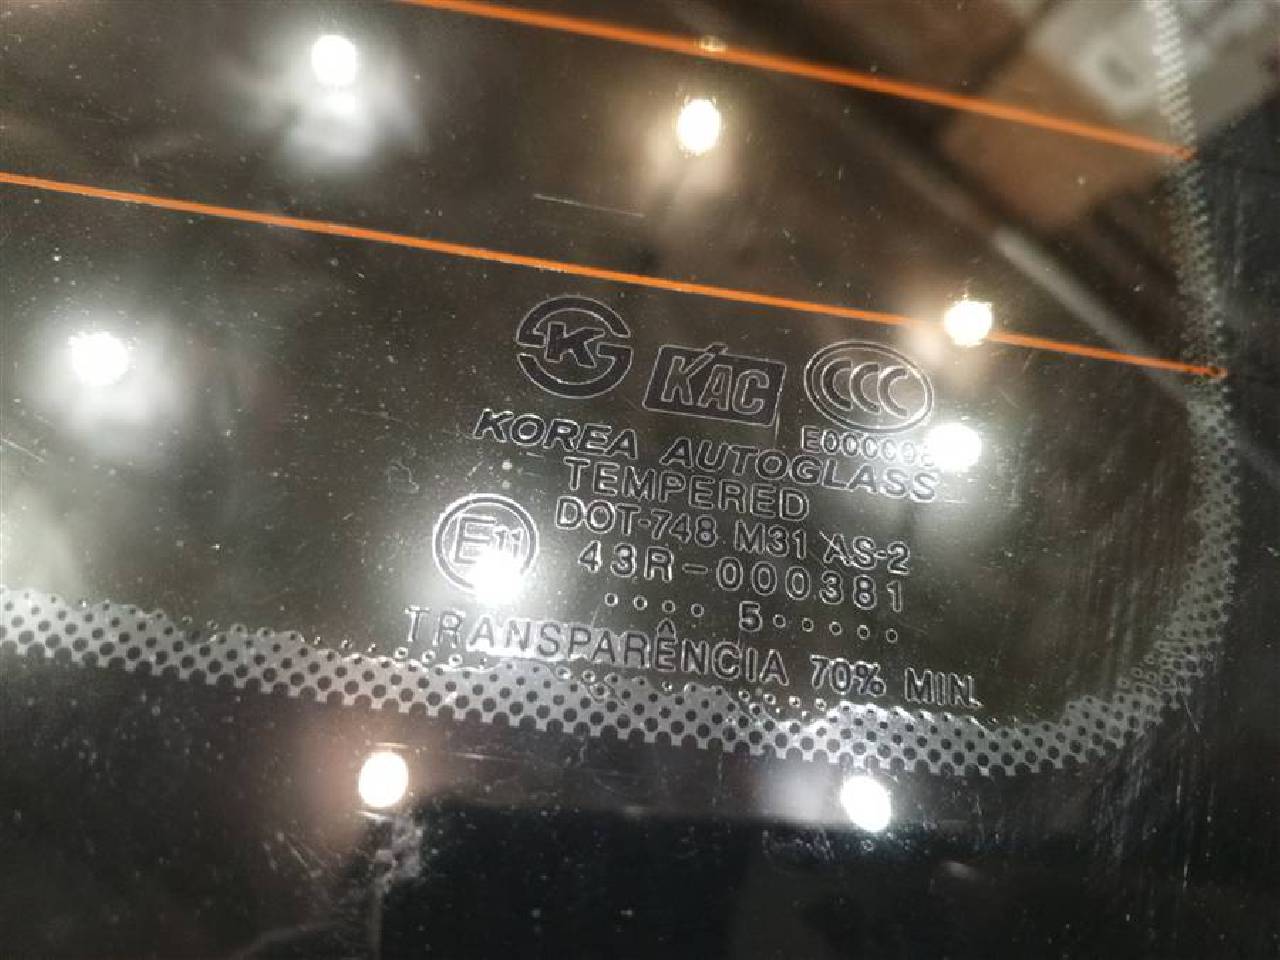 K KAC CCC
KOREA AUTOGLASS
TEMPERED
DOT-748 M31 AS-2
E11 43R-000381
.... 5.....
TRANSPARÊNCIA 70% MIN.